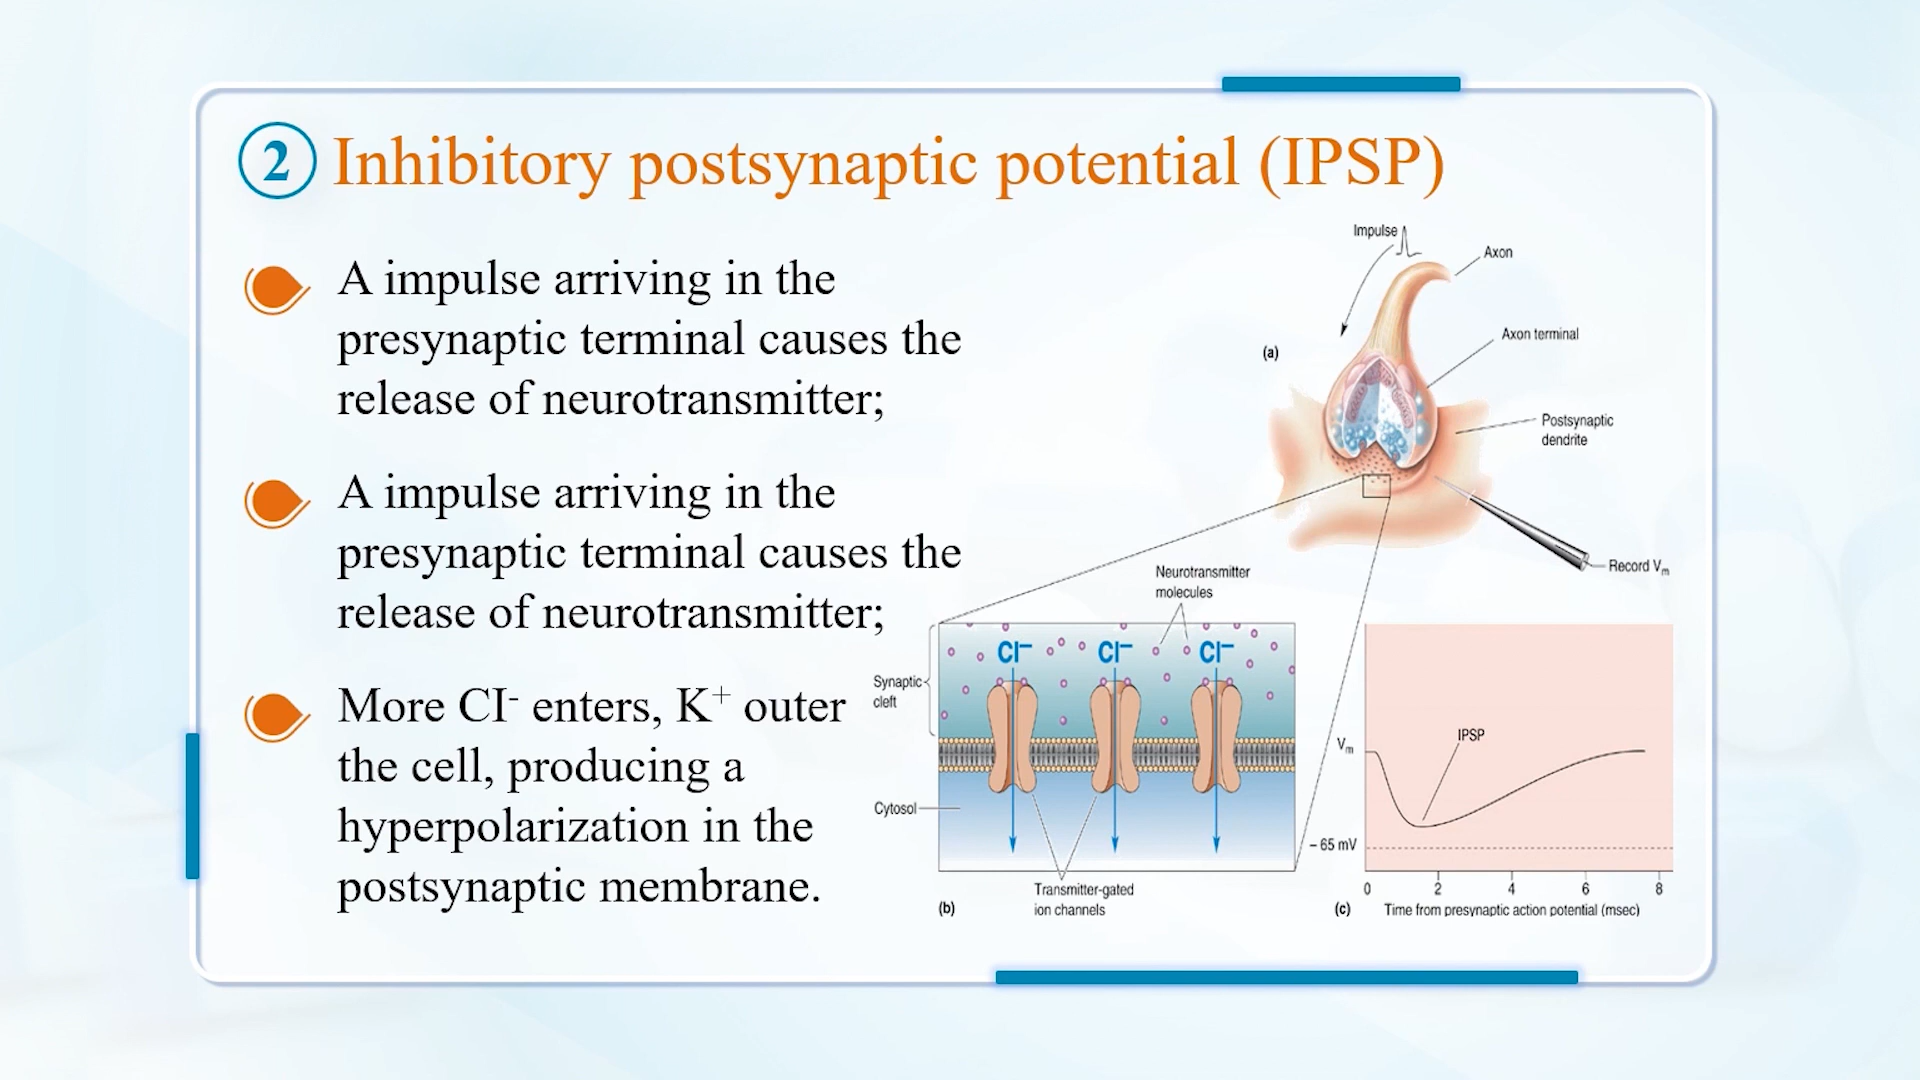 2 Inhibitory postsynaptic potential (IPSP)
A impulse arriving in the
presynaptic terminal causes the
release of neurotransmitter;
A impulse arriving in the
presynaptic terminal causes the
release of neurotransmitter;
More CI⁻ enters, K⁺ outer
the cell, producing a
hyperpolarization in the
postsynaptic membrane.
Impulse
Axon
Axon terminal
(a)
Postsynaptic
dendrite
Record Vₘ
Neurotransmitter
molecules
Cl⁻ Cl⁻ Cl⁻
Synaptic
cleft
Cytosol
Transmitter-gated
ion channels
(b)
Vₘ
IPSP
– 65 mV
0 2 4 6 8
(c) Time from presynaptic action potential (msec)